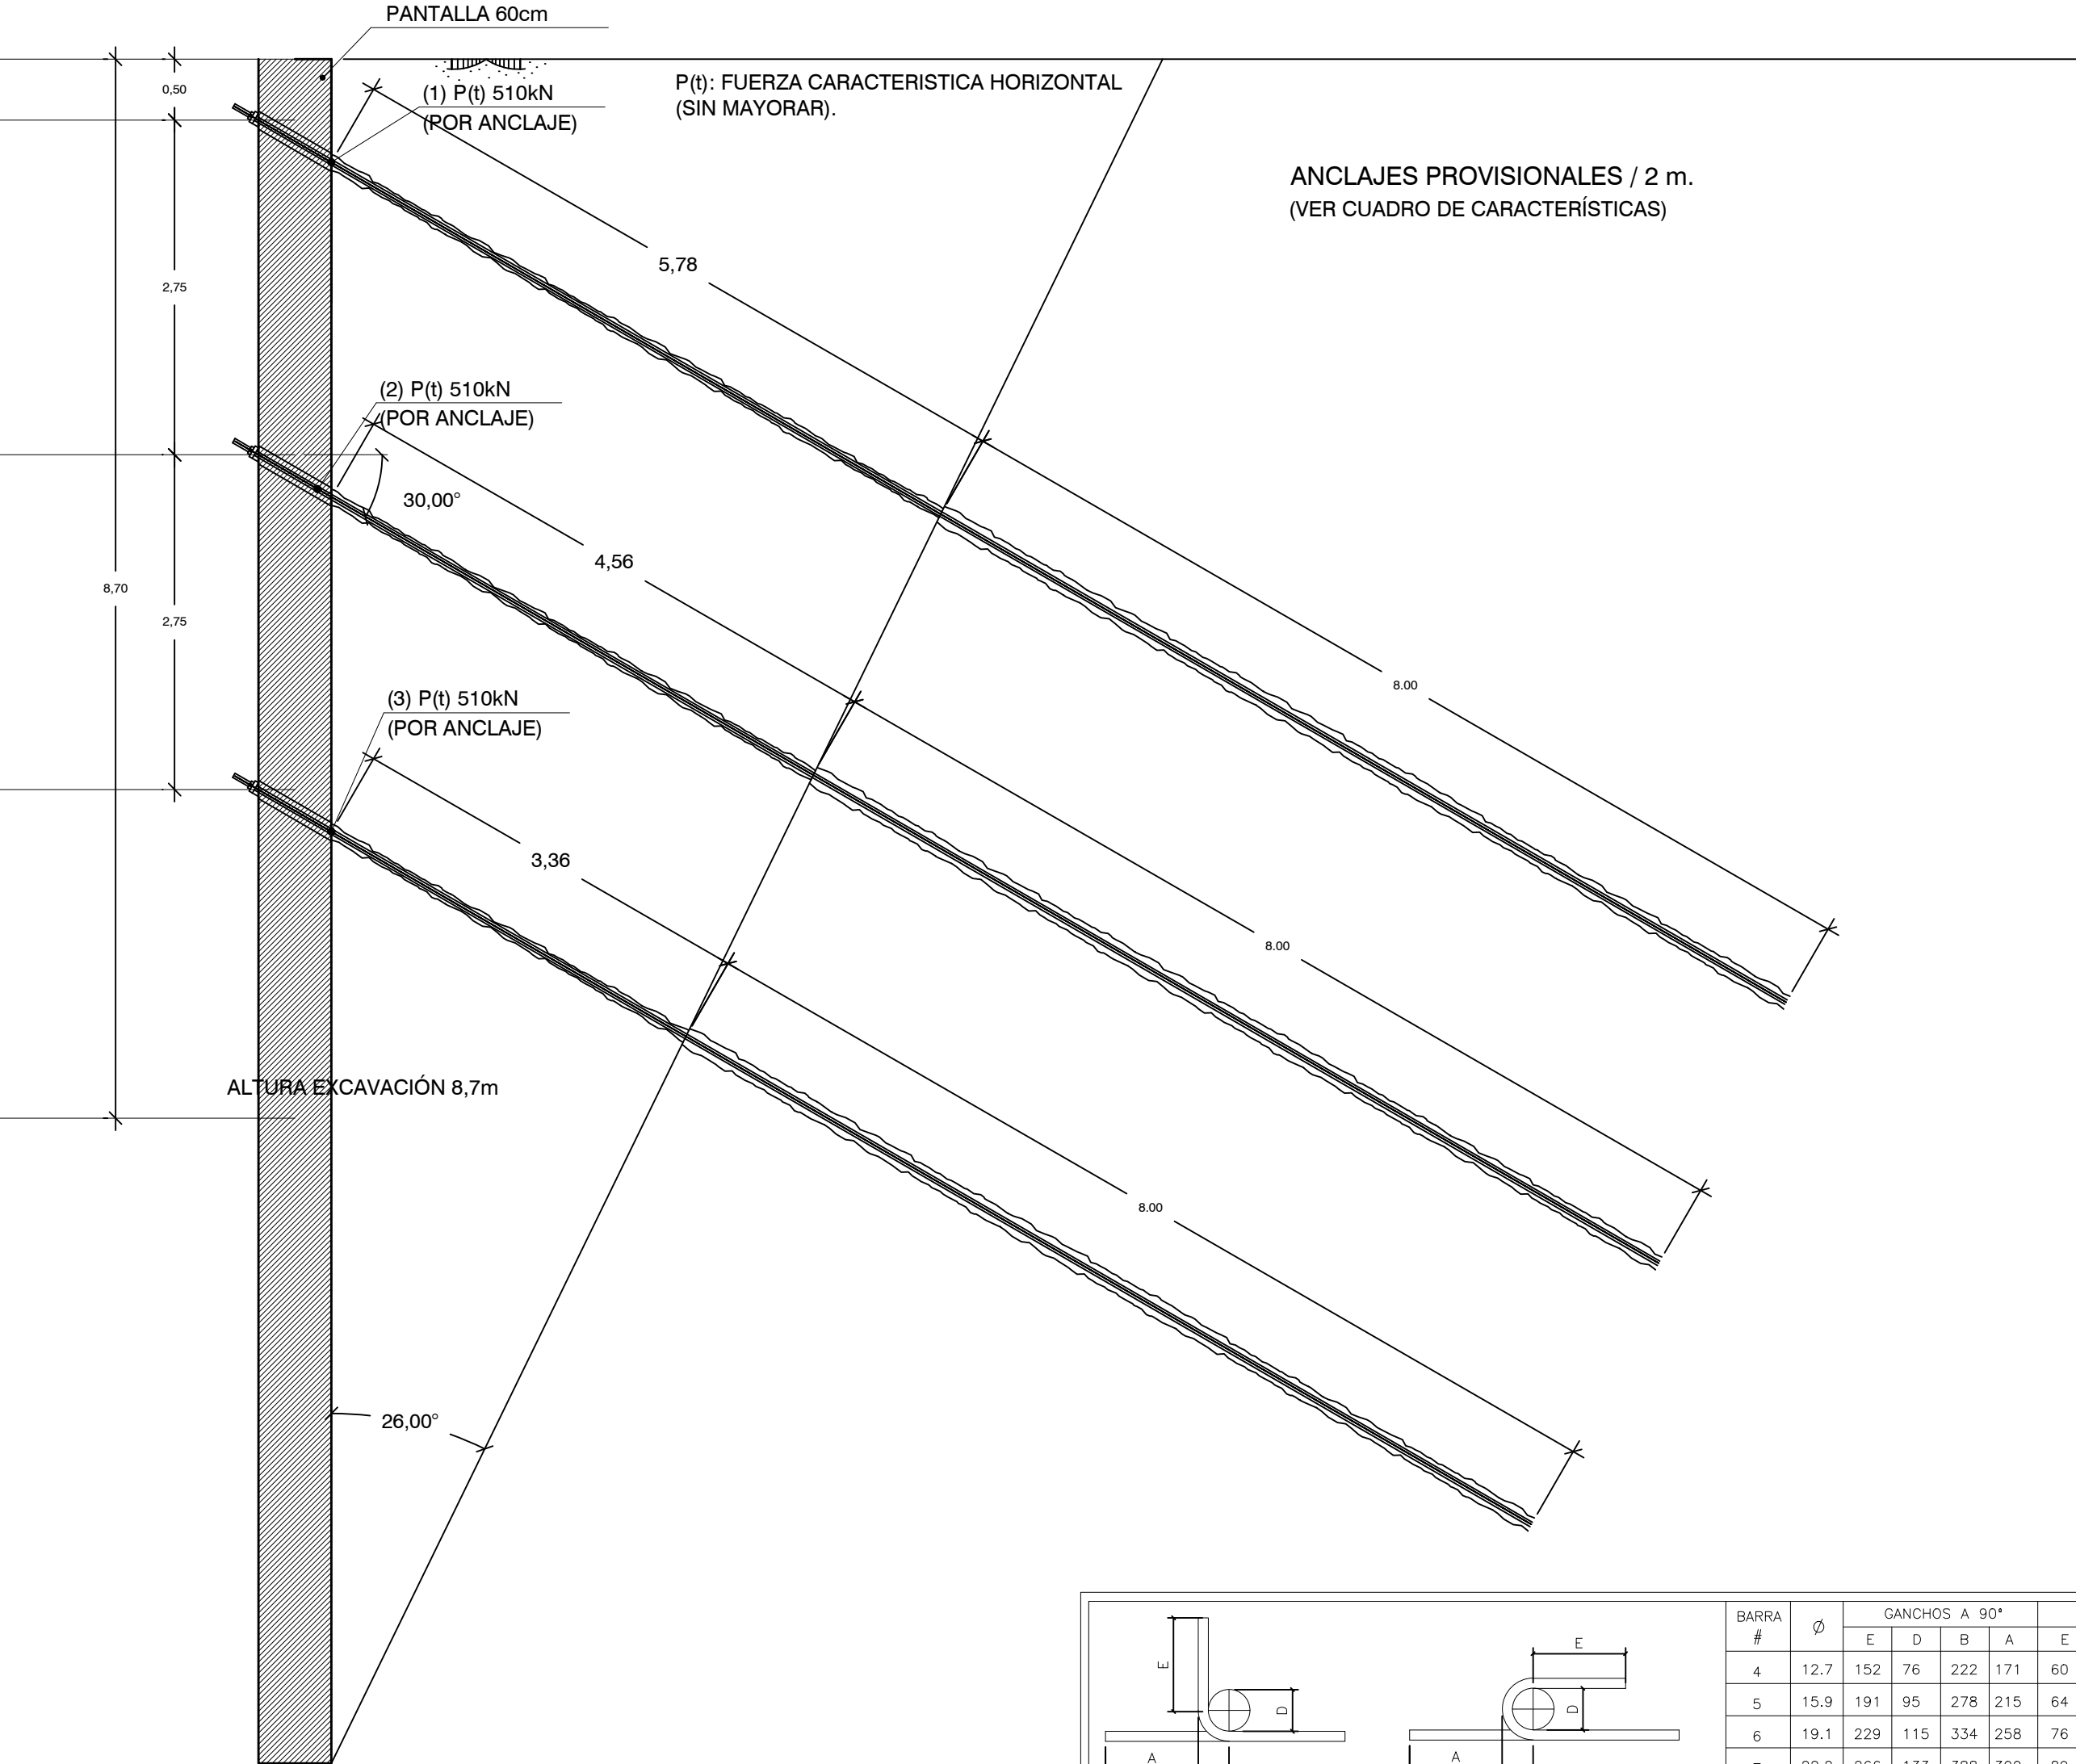 PANTALLA 60cm
0,50
(1) P(t) 510kN
(POR ANCLAJE)
P(t): FUERZA CARACTERISTICA HORIZONTAL
(SIN MAYORAR).
ANCLAJES PROVISIONALES / 2 m.
(VER CUADRO DE CARACTERÍSTICAS)
5,78
2,75
(2) P(t) 510kN
(POR ANCLAJE)
30,00°
4,56
8,70
2,75
8.00
(3) P(t) 510kN
(POR ANCLAJE)
3,36
8.00
ALTURA EXCAVACIÓN 8,7m
8.00
26,00°
BARRA # Ø GANCHOS A 90°
E D B A E
4 12.7 152 76 222 171 60
5 15.9 191 95 278 215 64
6 19.1 229 115 334 258 76
E
D
A
E
D
A